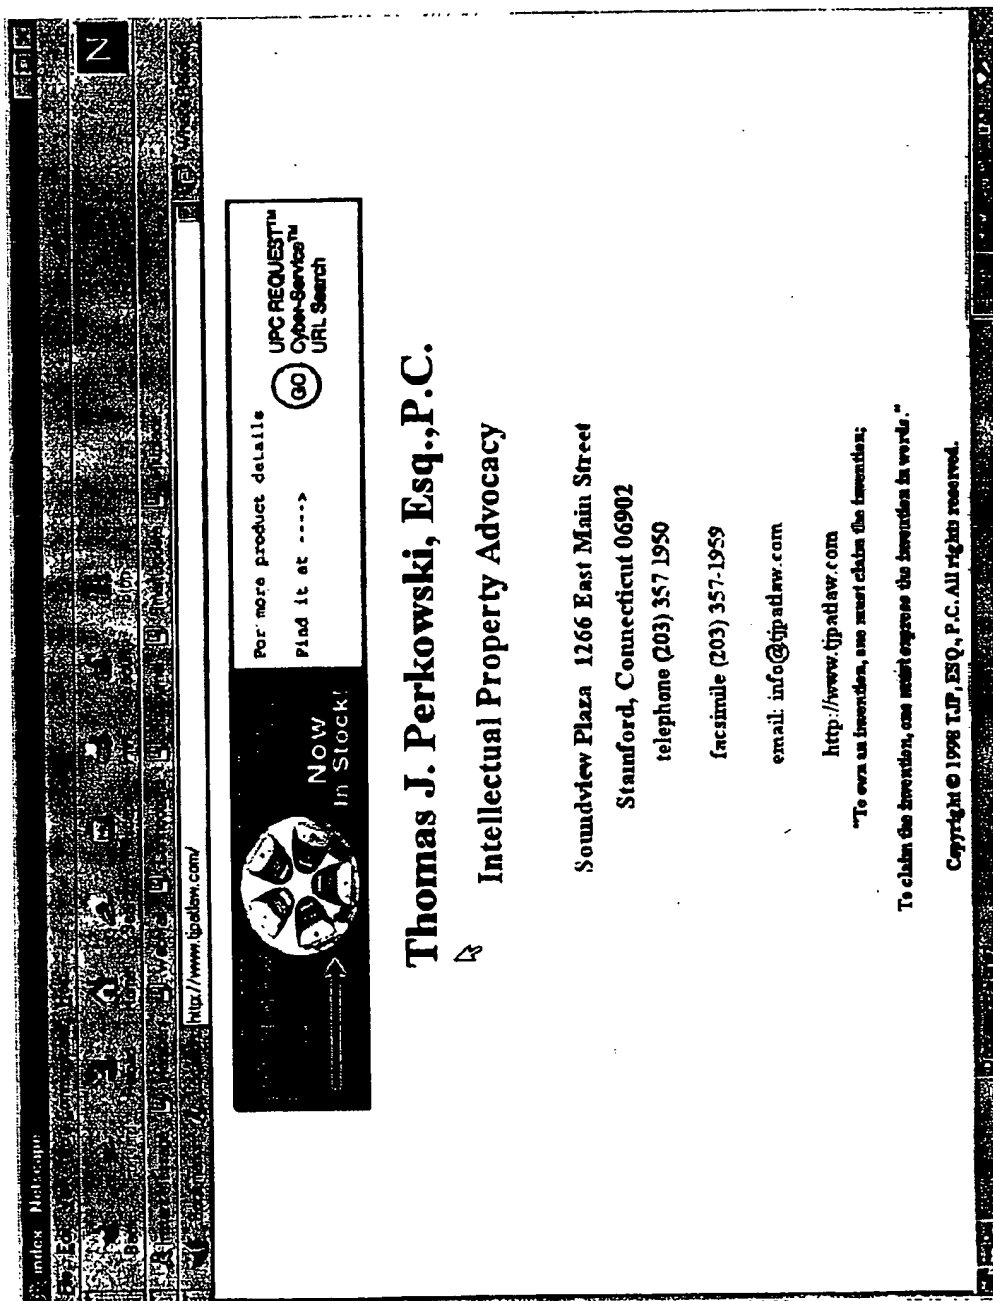 index Netscape
http://www.tjpatlaw.com/
Now
In Stock!
For more product details
Find it at ---->
GO
UPC REQUEST™
Cyber-Service™
URL Search
Thomas J. Perkowski, Esq.,P.C.
Intellectual Property Advocacy
Soundview Plaza 1266 East Main Street
Stamford, Connecticut 06902
telephone (203) 357 1950
facsimile (203) 357-1959
email: info@tjpatlaw.com
http://www.tjpatlaw.com
"To own an invention, one must claim the invention;
To claim the invention, one must express the invention in words."
Copyright © 1998 TJP, ESQ., P.C. All rights reserved.